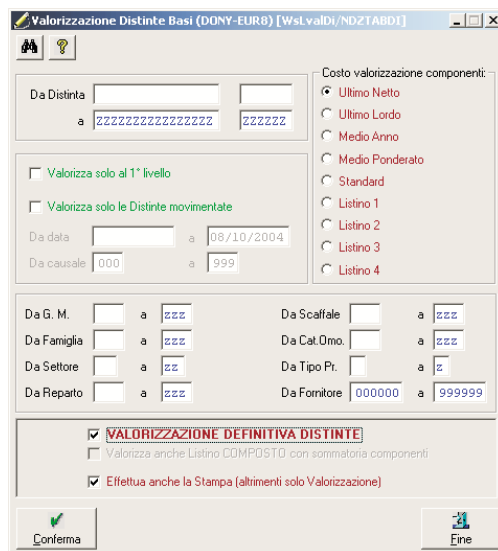 Valorizzazione Distinte Basi (DONY-EUR8) [WsLvalDi/NDZTABDI]
Da Distinta
a zzzzzzzzzzzzzzzz zzzzzz
Costo valorizzazione componenti:
Ultimo Netto
Ultimo Lordo
Medio Anno
Medio Ponderato
Standard
Listino 1
Listino 2
Listino 3
Listino 4
Valorizza solo al 1° livello
Valorizza solo le Distinte movimentate
Da data a 08/10/2004
Da causale 000 a 999
Da G. M. a zzz Da Scaffale a zzz
Da Famiglia a zzz Da Cat.Omo. a zzz
Da Settore a zz Da Tipo Pr. a z
Da Reparto a zzz Da Fornitore 000000 a 999999
VALORIZZAZIONE DEFINITIVA DISTINTE
Valorizza anche Listino COMPOSTO con sommatoria componenti
Effettua anche la Stampa (altrimenti solo Valorizzazione)
Conferma Fine